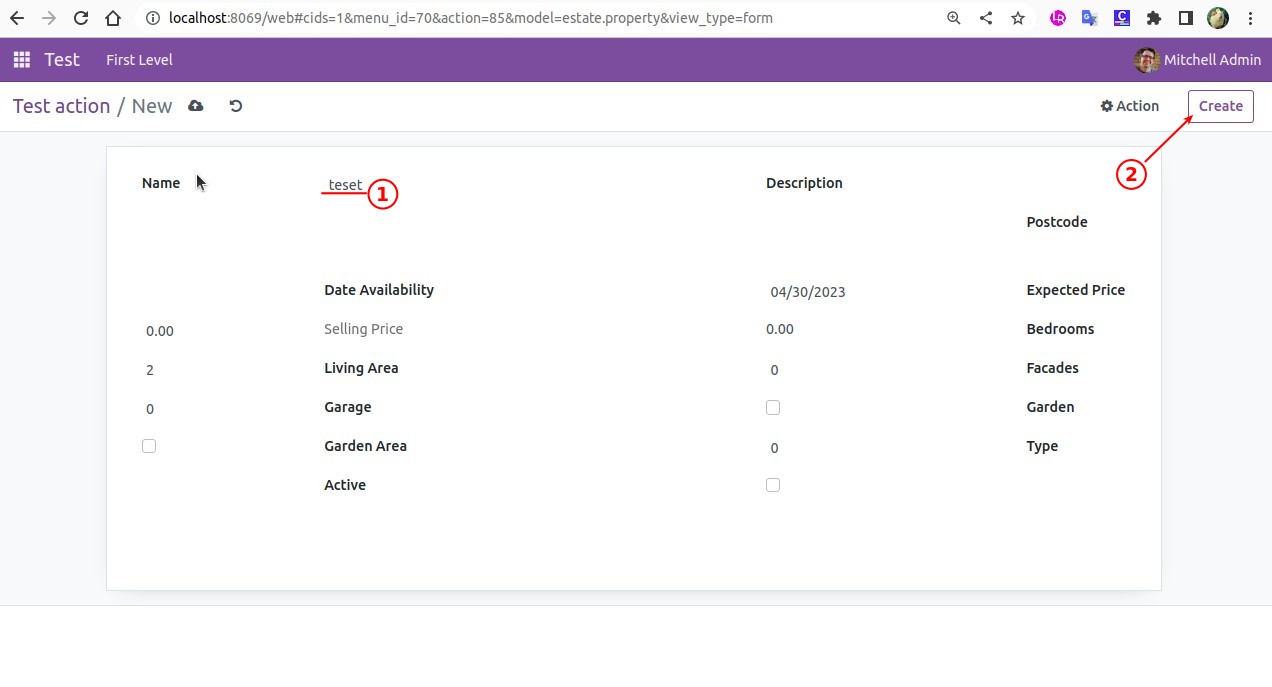 localhost:8069/web#cids=1&menu_id=70&action=85&model=estate.property&view_type=form
Test First Level Mitchell Admin
Test action / New Action Create
Name teset 1 Description 2
Postcode
Date Availability 04/30/2023 Expected Price
0.00 Selling Price 0.00 Bedrooms
2 Living Area 0 Facades
0 Garage Garden
Garden Area 0 Type
Active